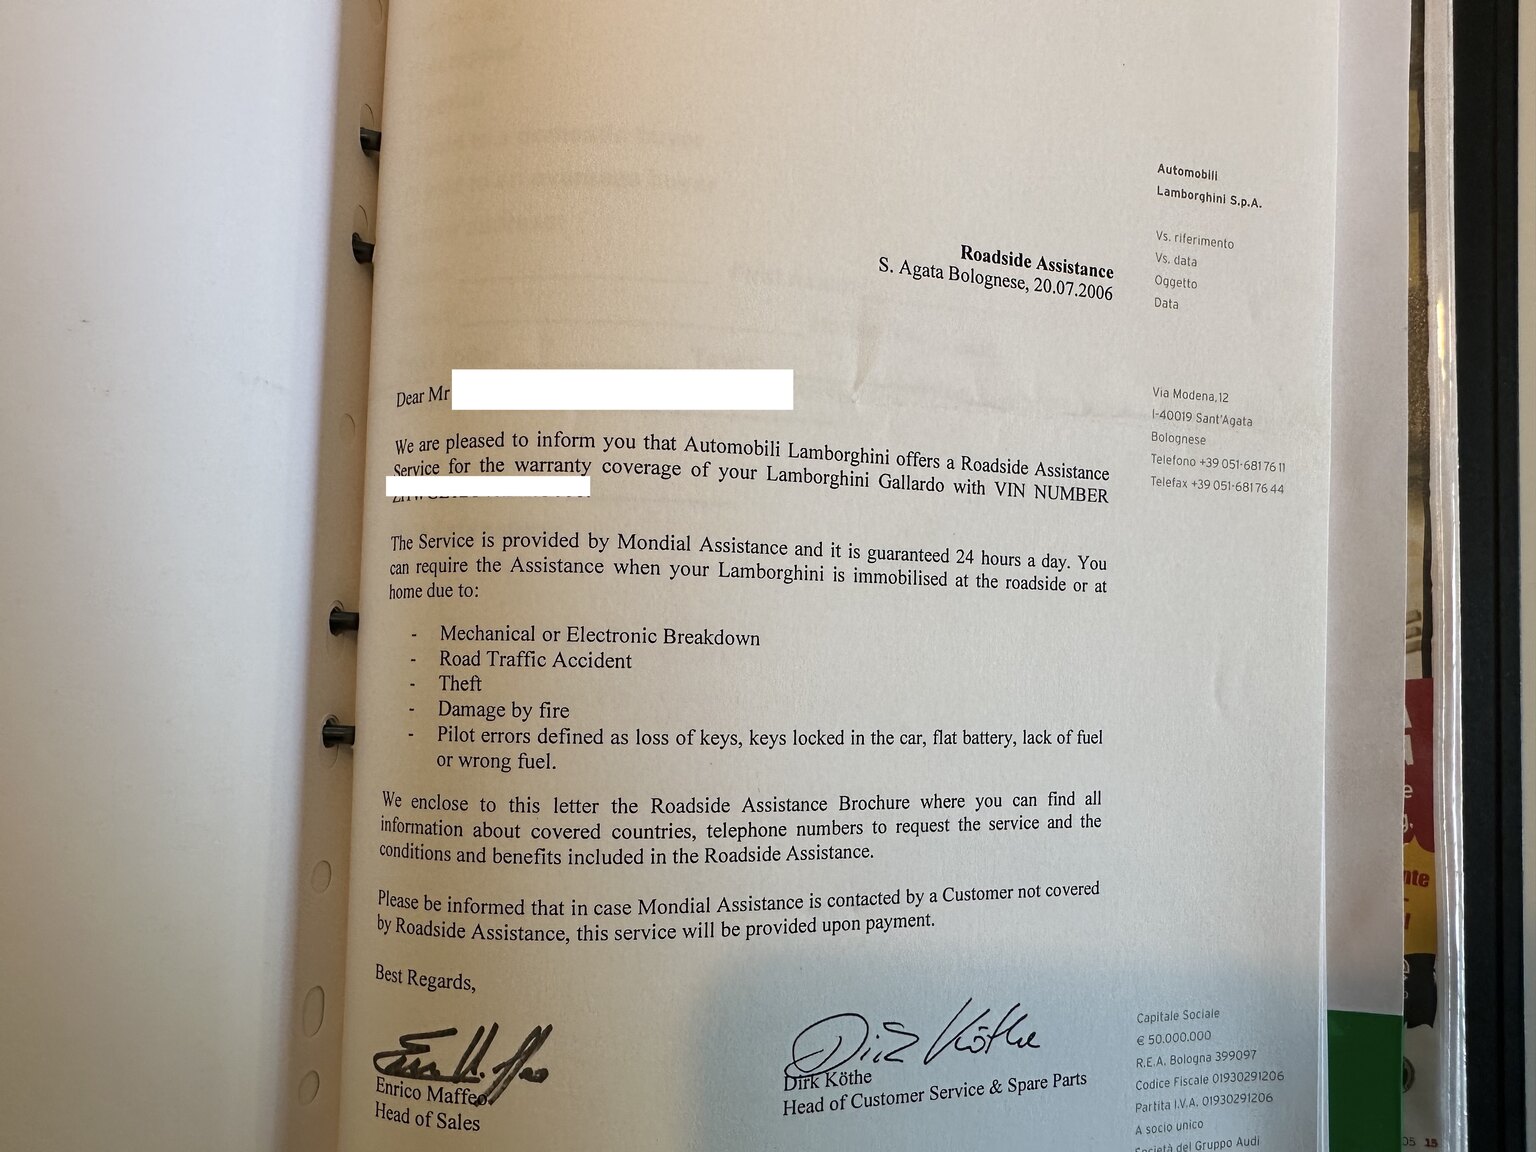 Automobili
Lamborghini S.p.A.
Vs. riferimento
Vs. data
Oggetto
Data
Roadside Assistance
S. Agata Bolognese, 20.07.2006
Dear Mr
We are pleased to inform you that Automobili Lamborghini offers a Roadside Assistance
Service for the warranty coverage of your Lamborghini Gallardo with VIN NUMBER
Via Modena,12
I-40019 Sant'Agata
Bolognese
Telefono +39 051-6817611
Telefax +39 051-6817644
The Service is provided by Mondial Assistance and it is guaranteed 24 hours a day. You
can require the Assistance when your Lamborghini is immobilised at the roadside or at
home due to:
- Mechanical or Electronic Breakdown
- Road Traffic Accident
- Theft
- Damage by fire
- Pilot errors defined as loss of keys, keys locked in the car, flat battery, lack of fuel
or wrong fuel.
We enclose to this letter the Roadside Assistance Brochure where you can find all
information about covered countries, telephone numbers to request the service and the
conditions and benefits included in the Roadside Assistance.
Please be informed that in case Mondial Assistance is contacted by a Customer not covered
by Roadside Assistance, this service will be provided upon payment.
Best Regards,
Enrico Maffeo
Head of Sales
Dirk Köthe
Dirk Köthe
Head of Customer Service & Spare Parts
Capitale Sociale
€ 50.000.000
R.E.A. Bologna 399097
Codice Fiscale 01930291206
Partita I.V.A. 01930291206
A socio unico
Società del Gruppo Audi
05 15